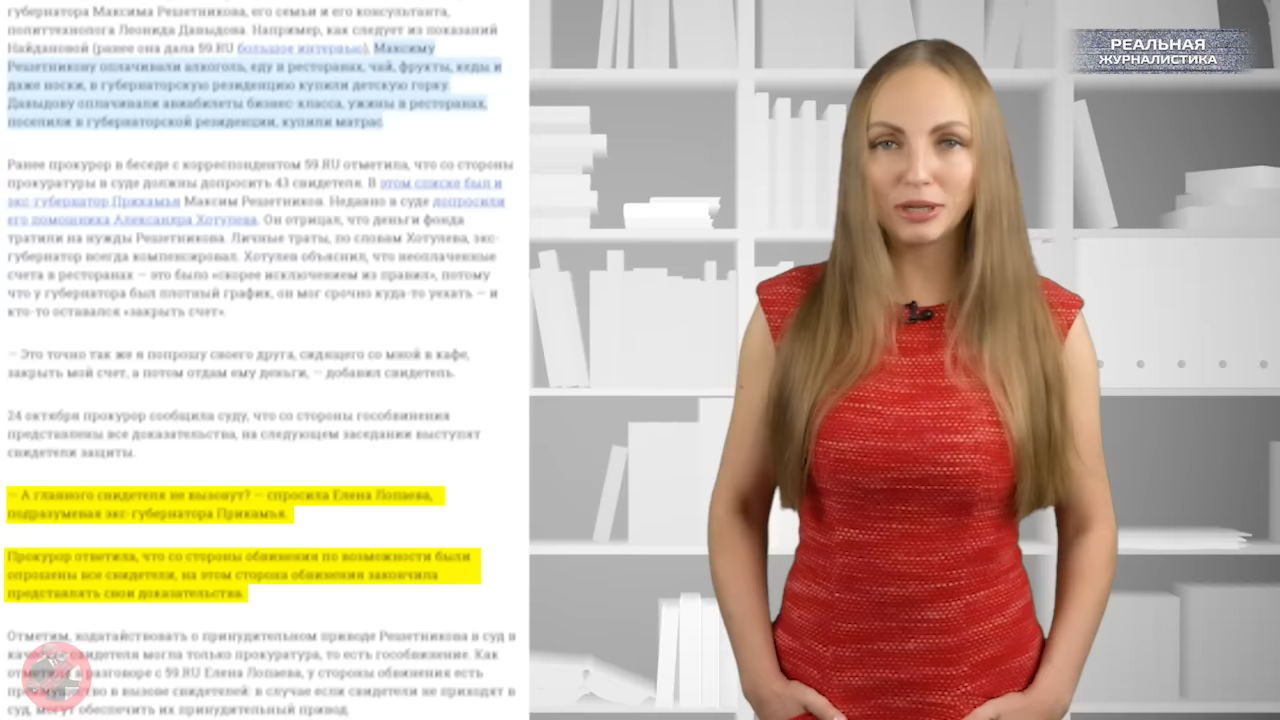 губернатора Максима Решетникова, его семьи и его консультанта,
политтехнолога Леонида Давыдова. Например, как следует из показаний
Найдановой (ранее она дала 59.RU большое интервью), Максиму
Решетникову оплачивали алкоголь, еду в ресторанах, чай, фрукты, кеды и
даже носки, в губернаторскую резиденцию купили детскую горку.
Давыдову оплачивали авиабилеты бизнес-класса, ужины в ресторанах,
поселили в губернаторской резиденции, купили матрас.
Ранее прокурор в беседе с корреспондентом 59.RU отметила, что со стороны
прокуратуры в суде должны допросить 43 свидетеля. В этом списке был и
экс-губернатор Прикамья Максим Решетников. Недавно в суде допросили
его помощника Александра Хотулева. Он отрицал, что деньги фонда
тратили на нужды Решетникова. Личные траты, по словам Хотулева, экс-
губернатор всегда компенсировал. Хотулев объяснил, что неоплаченные
счета в ресторанах — это было «скорее исключением из правил», потому
что у губернатора был плотный график, он мог срочно куда-то уехать — и
кто-то оставался «закрыть счет».
— Это точно так же я попрошу своего друга, сидящего со мной в кафе,
закрыть мой счет, а потом отдам ему деньги, — добавил свидетель.
24 октября прокурор сообщила суду, что со стороны гособвинения
представлены все доказательства, на следующем заседании выступят
свидетели защиты.
— А главного свидетеля не вызовут? — спросила Елена Лопаева,
подразумевая экс-губернатора Прикамья.
Прокурор ответила, что со стороны обвинения по возможности были
опрошены все свидетели, на этом сторона обвинения закончила
представлять свои доказательства.
Отметим, ходатайствовать о принудительном приводе Решетникова в суд в
свидетеля могла только прокуратура, то есть гособвинение. Как
разговоре с 59.RU Елена Лопаева, у стороны обвинения есть
в вызове свидетелей: в случае если свидетели не приходят в
суд, могут обеспечить их принудительный привод.
РЕАЛЬНАЯ
ЖУРНАЛИСТИКА